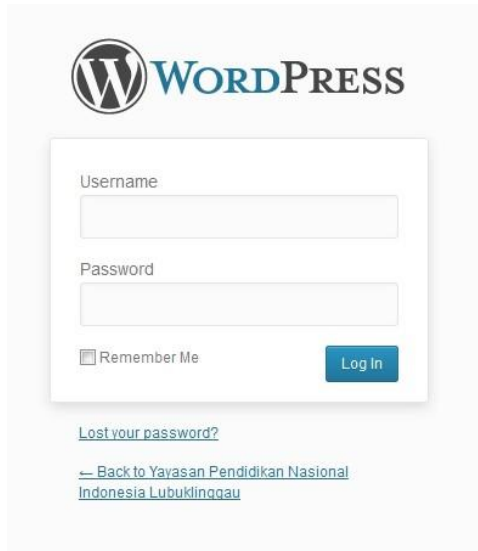 WORDPRESS
Username
Password
Remember Me
Log In
Lost your password?
← Back to Yayasan Pendidikan Nasional
Indonesia Lubuklinggau